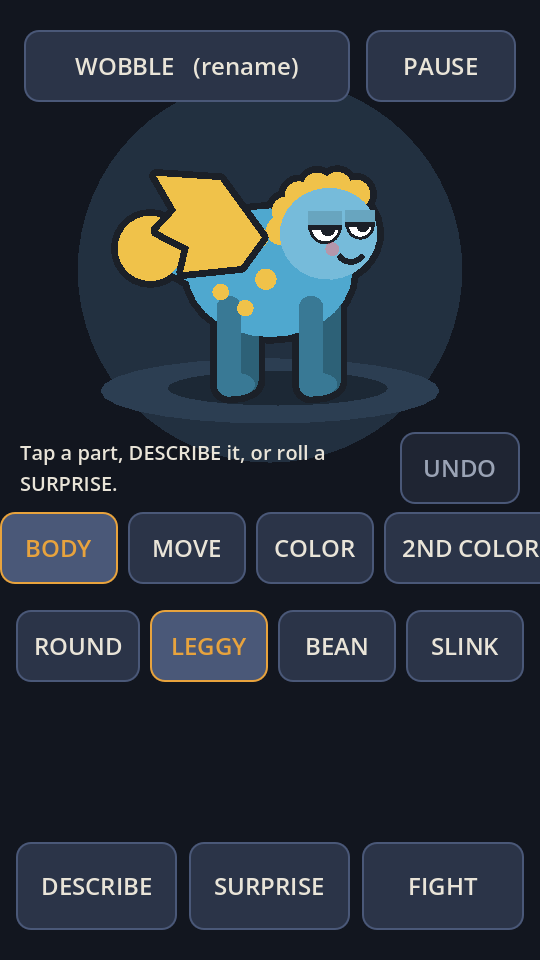 WOBBLE (rename)
PAUSE
Tap a part, DESCRIBE it, or roll a
SURPRISE.
UNDO
BODY
MOVE
COLOR
2ND COLOR
ROUND
LEGGY
BEAN
SLINK
DESCRIBE
SURPRISE
FIGHT